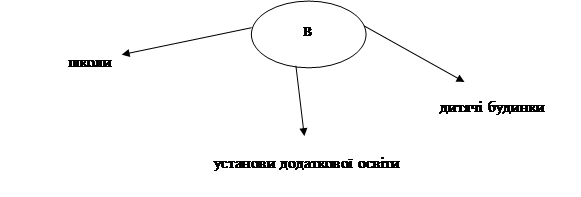 В
школи
дитячі будинки
установи додаткової освіти